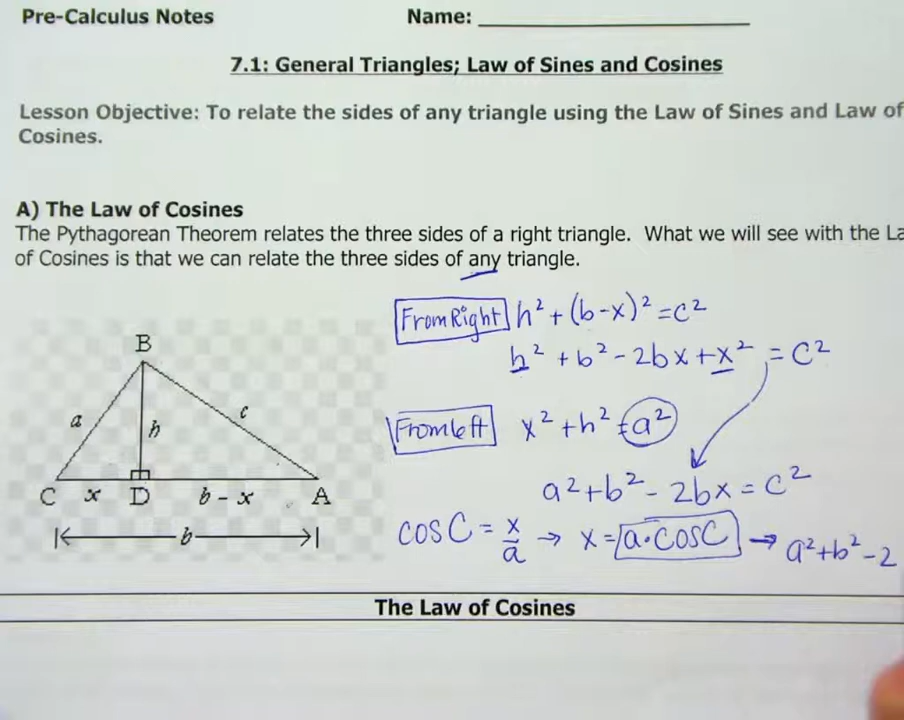 Pre-Calculus Notes Name: ____________________
7.1: General Triangles; Law of Sines and Cosines
Lesson Objective: To relate the sides of any triangle using the Law of Sines and Law of
Cosines.
A) The Law of Cosines
The Pythagorean Theorem relates the three sides of a right triangle. What we will see with the La
of Cosines is that we can relate the three sides of any triangle.
From Right h² + (b-x)² = c²
h² + b² - 2bx + x² = c²
From left x² + h² = a²
a² + b² - 2bx = c²
cos C = x/a → x = a·cosC → a² + b² - 2
B
a h c
C x D b - x A
b
The Law of Cosines